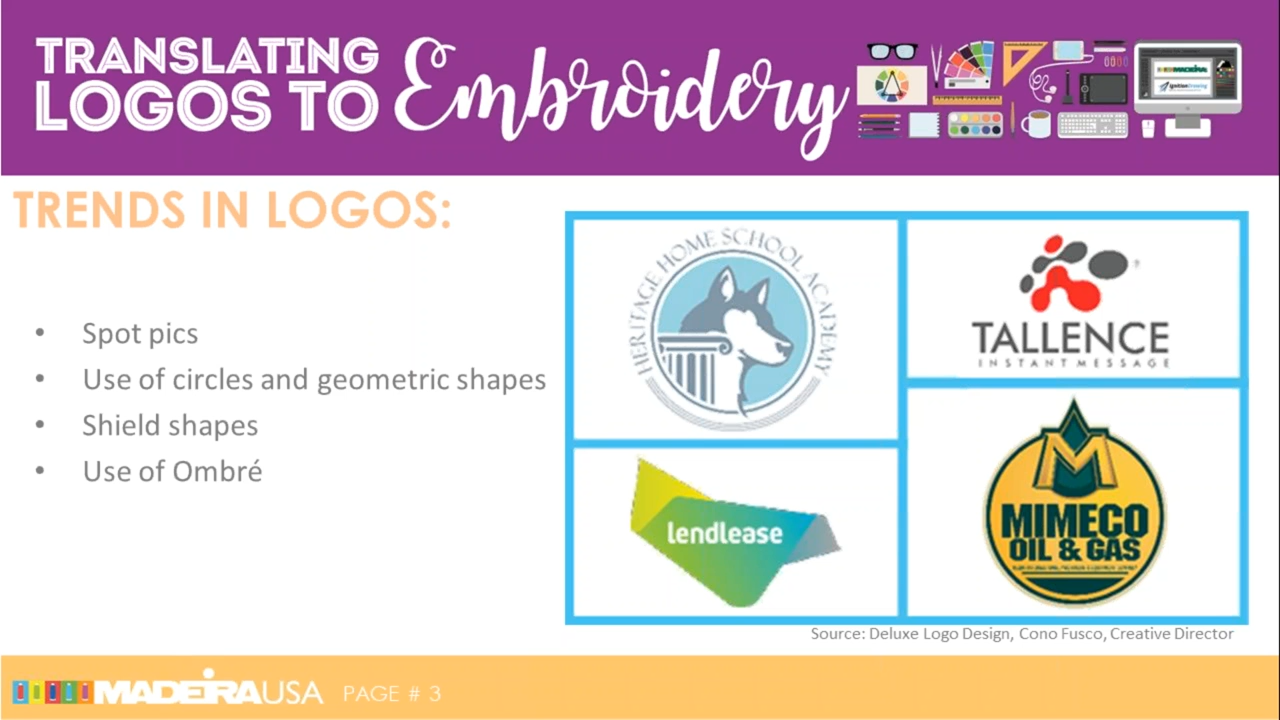 TRANSLATING
LOGOS TO Embroidery
TRENDS IN LOGOS:
• Spot pics
• Use of circles and geometric shapes
• Shield shapes
• Use of Ombré
HERITAGE HOME SCHOOL ACADEMY
TALLENCE
INSTANT MESSAGE
lendlease
M
MIMECO
OIL & GAS
Source: Deluxe Logo Design, Cono Fusco, Creative Director
MADEIRA USA PAGE # 3